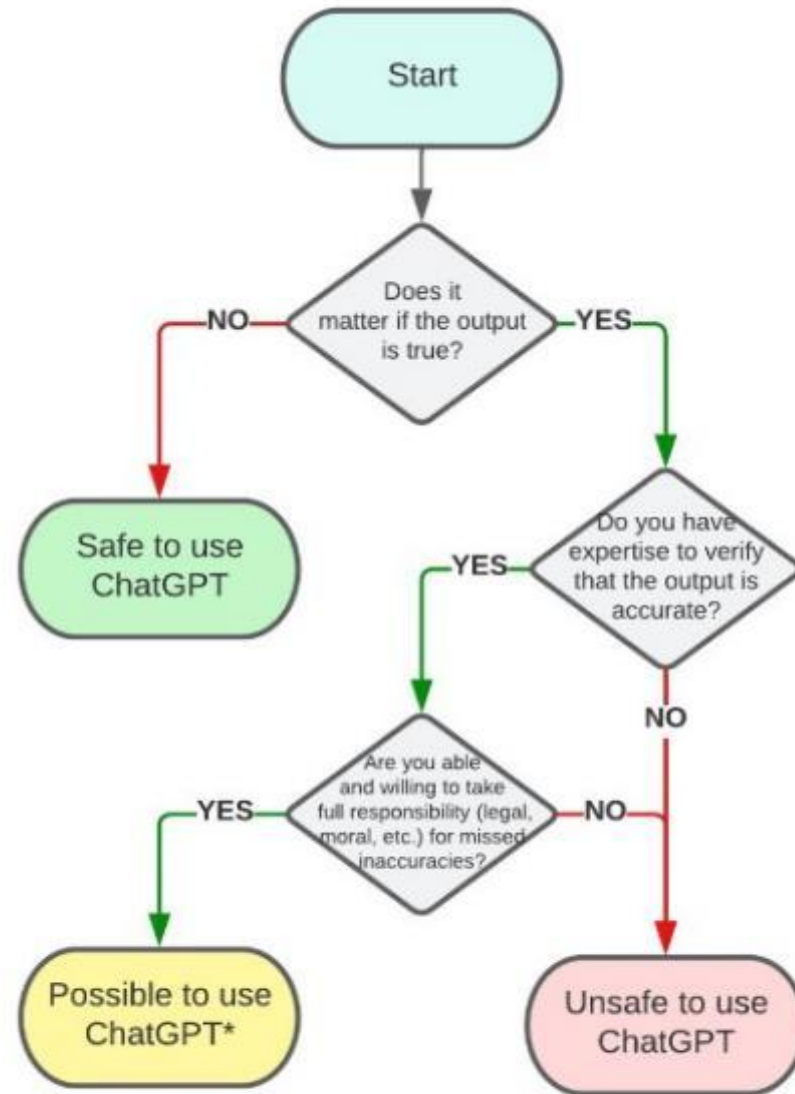 Start
Does it
matter if the output
is true?
NO
YES
Safe to use
ChatGPT
Do you have
expertise to verify
that the output is
accurate?
YES
NO
Are you able
and willing to take
full responsibility (legal,
moral, etc.) for missed
inaccuracies?
YES
NO
Possible to use
ChatGPT*
Unsafe to use
ChatGPT